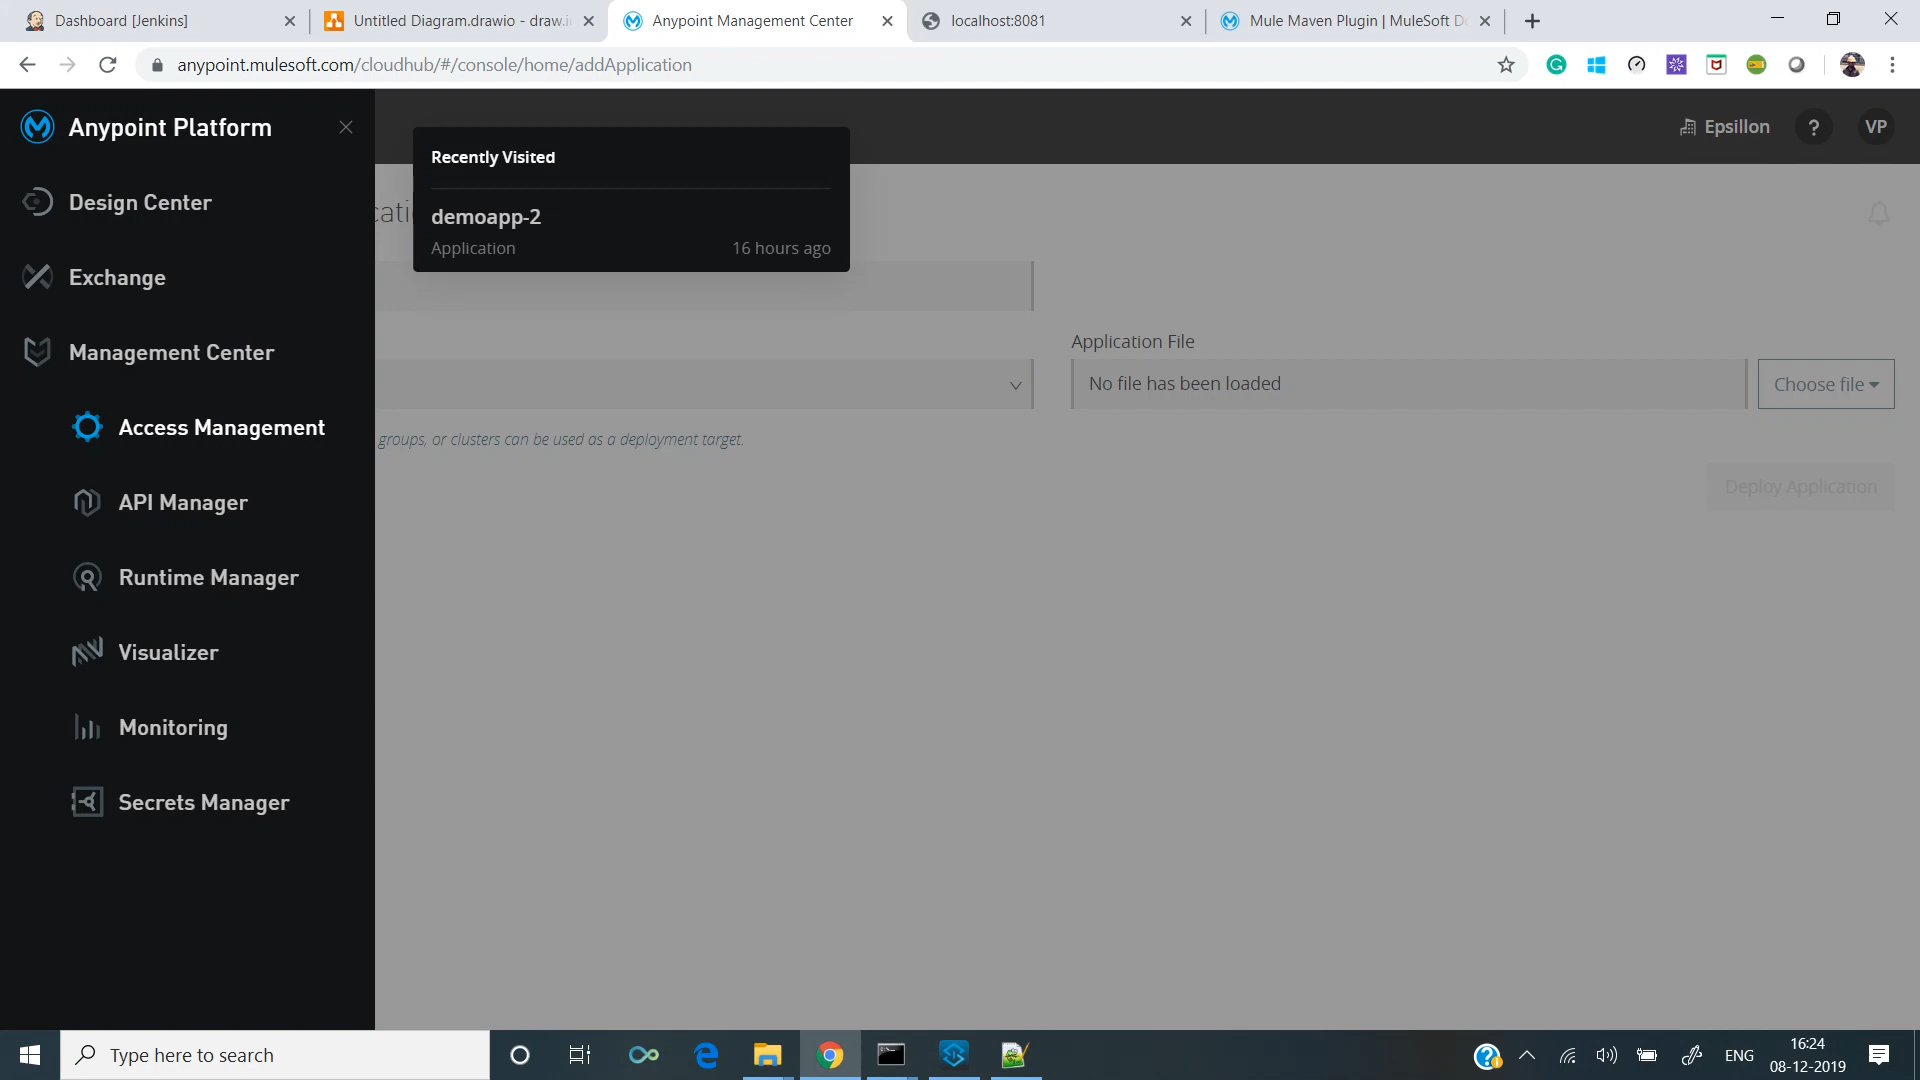 Dashboard [Jenkins]
Untitled Diagram.drawio - draw.i
Anypoint Management Center
localhost:8081
Mule Maven Plugin | MuleSoft D
anypoint.mulesoft.com/cloudhub/#/console/home/addApplication
Anypoint Platform
Recently Visited
Epsillon
?
VP
Design Center
cati
demoapp-2
Application
16 hours ago
Exchange
Management Center
Application File
No file has been loaded
Choose file
Access Management
groups, or clusters can be used as a deployment target.
API Manager
Deploy Application
Runtime Manager
Visualizer
Monitoring
Secrets Manager
Type here to search
ENG
16:24
08-12-2019